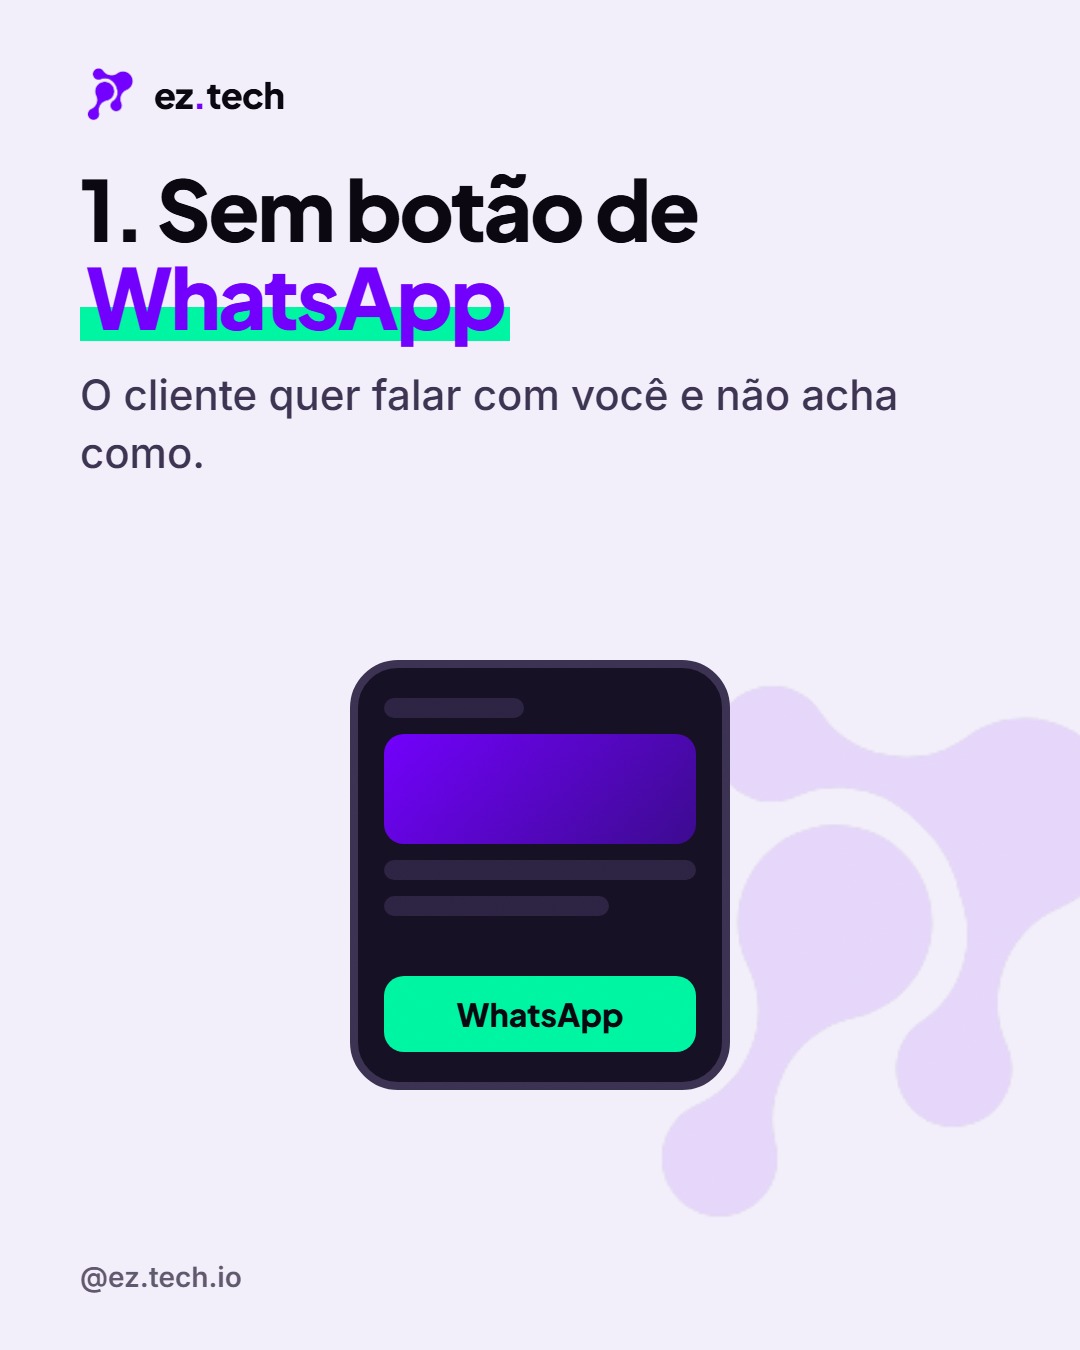 ez.tech
1. Sem botão de
WhatsApp
O cliente quer falar com você e não acha
como.
WhatsApp
@ez.tech.io